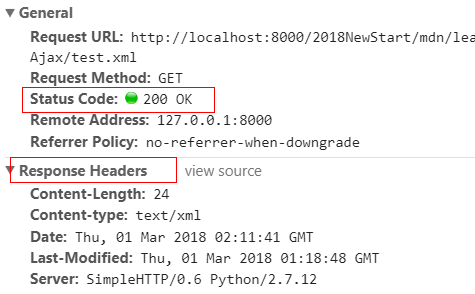 General
Request URL: http://localhost:8000/2018NewStart/mdn/lea
Ajax/test.xml
Request Method: GET
Status Code: 200 OK
Remote Address: 127.0.0.1:8000
Referrer Policy: no-referrer-when-downgrade
Response Headers view source
Content-Length: 24
Content-type: text/xml
Date: Thu, 01 Mar 2018 02:11:41 GMT
Last-Modified: Thu, 01 Mar 2018 01:18:48 GMT
Server: SimpleHTTP/0.6 Python/2.7.12